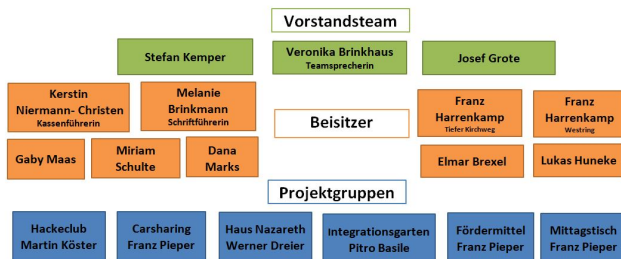 Vorstandsteam
Stefan Kemper
Veronika Brinkhaus
Teamsprecherin
Josef Grote
Kerstin
Niermann- Christen
Kassenführerin
Melanie
Brinkmann
Schriftführerin
Beisitzer
Franz
Harrenkamp
Tiefer Kirchweg
Franz
Harrenkamp
Westring
Gaby Maas
Miriam
Schulte
Dana
Marks
Elmar Brexel
Lukas Huneke
Projektgruppen
Hackeclub
Martin Köster
Carsharing
Franz Pieper
Haus Nazareth
Werner Dreier
Integrationsgarten
Pitro Basile
Fördermittel
Franz Pieper
Mittagstisch
Franz Pieper